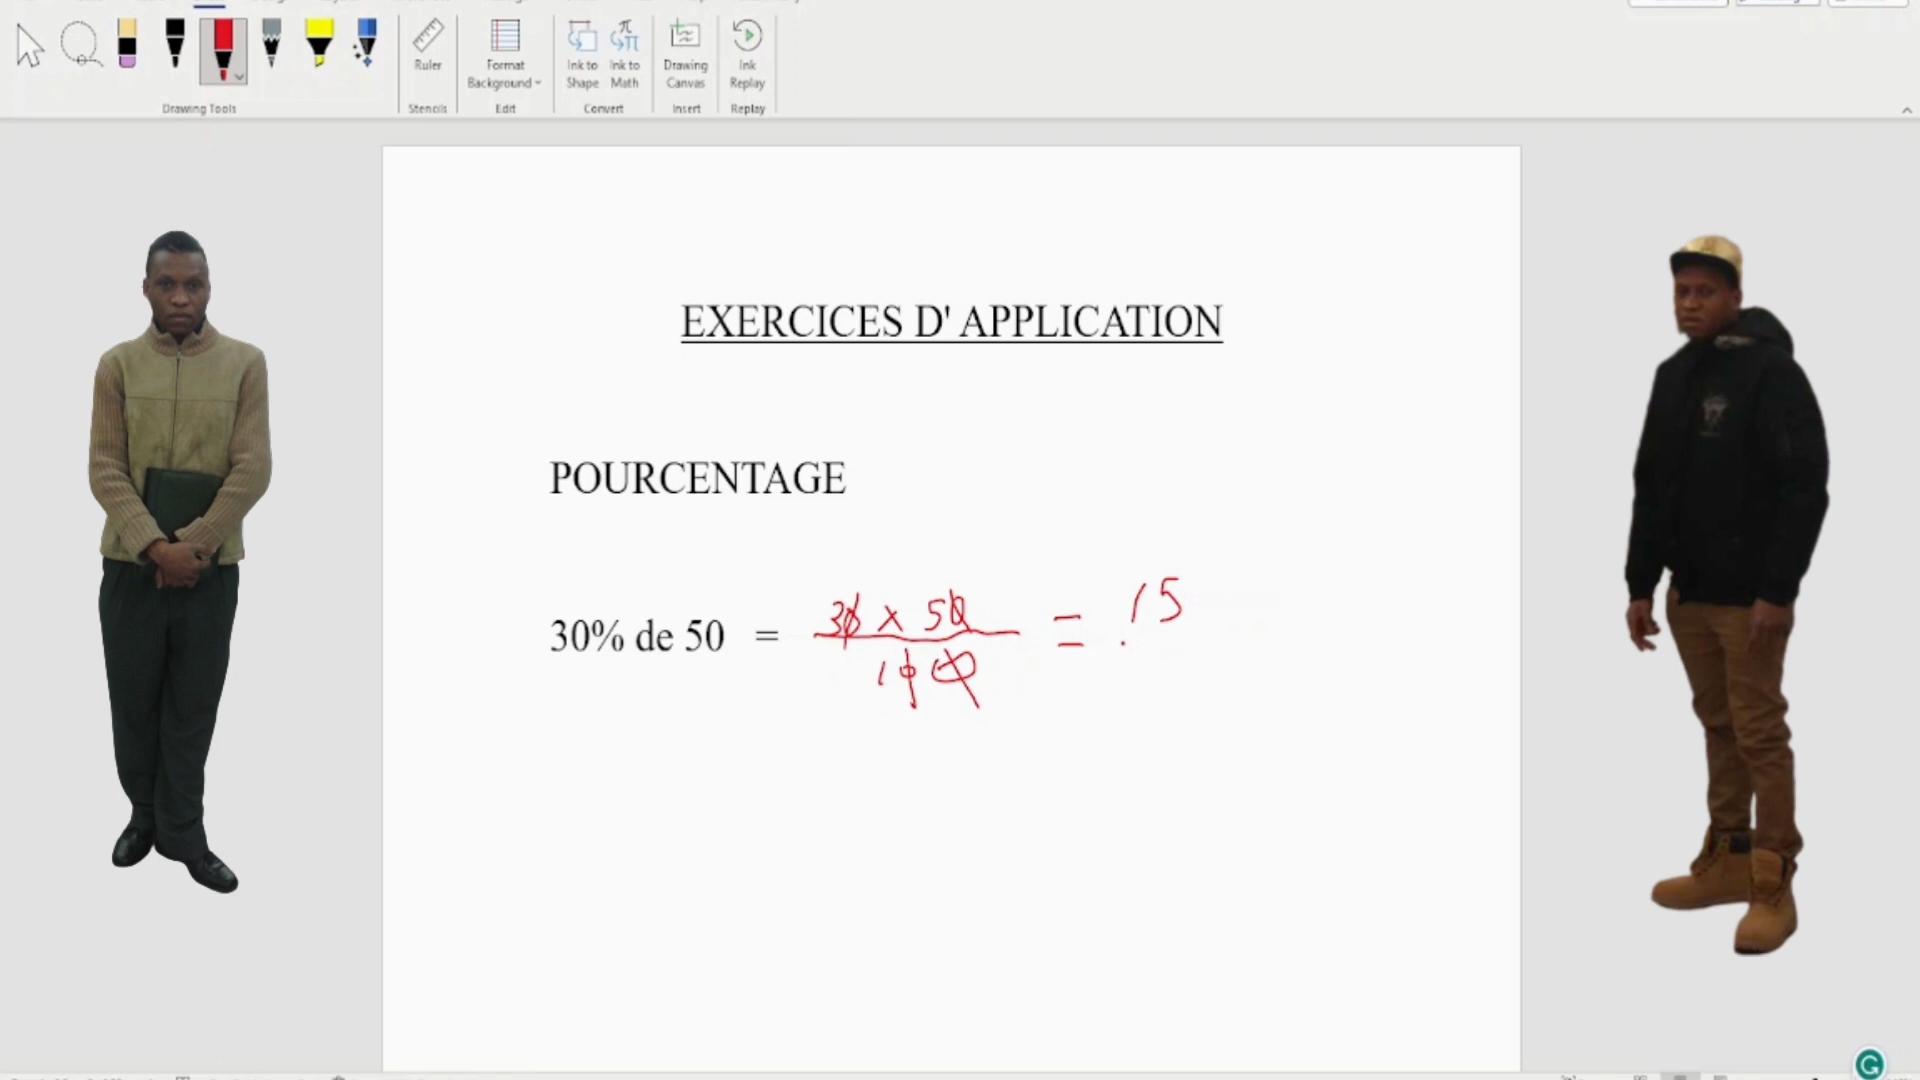 Ruler
Format
Background
Ink to
Shape
Ink to
Math
Drawing
Canvas
Ink
Replay
Drawing Tools
Stencils
Edit
Convert
Insert
Replay
EXERCICES D' APPLICATION
POURCENTAGE
30% de 50 = 30 x 50 = 15
100